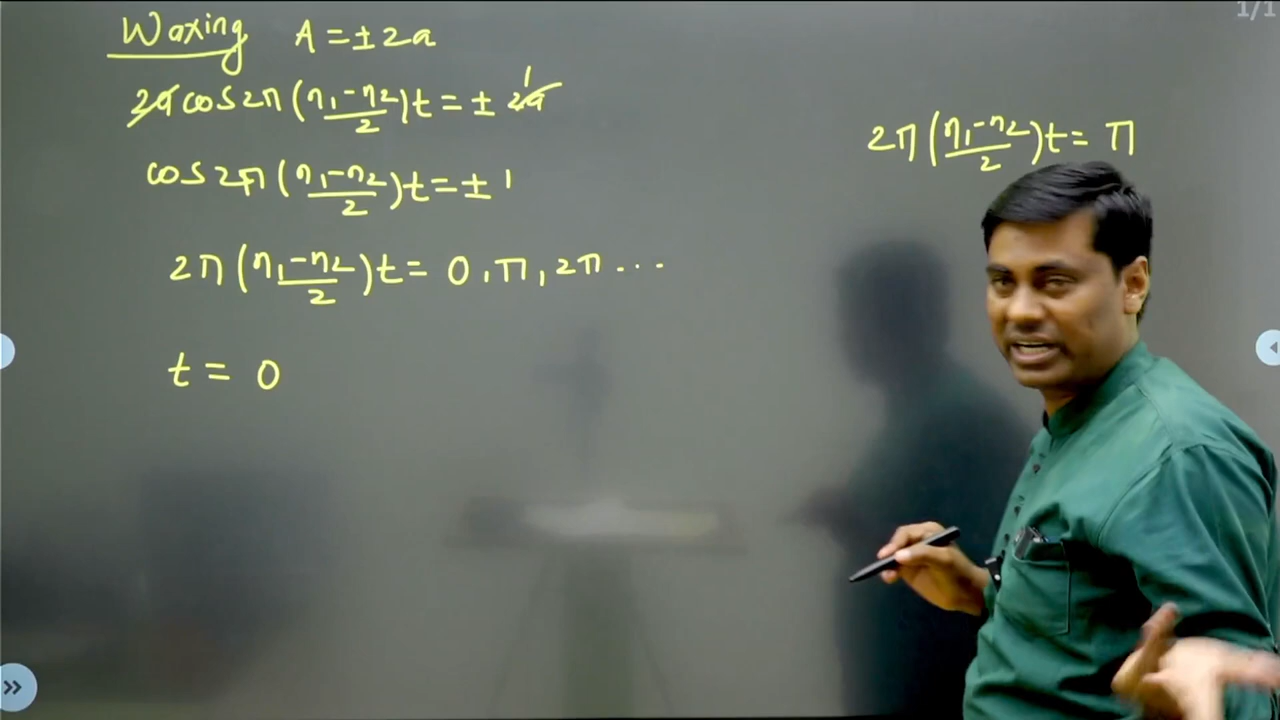 Waxing A = ± 2a
2a cos 2π (n₁-n₂/2) t = ± 2a 1
cos 2π (n₁-n₂/2) t = ± 1
2π (n₁-n₂/2) t = 0, π, 2π ...
t = 0
2π (n₁-n₂/2) t = π
1/1
»